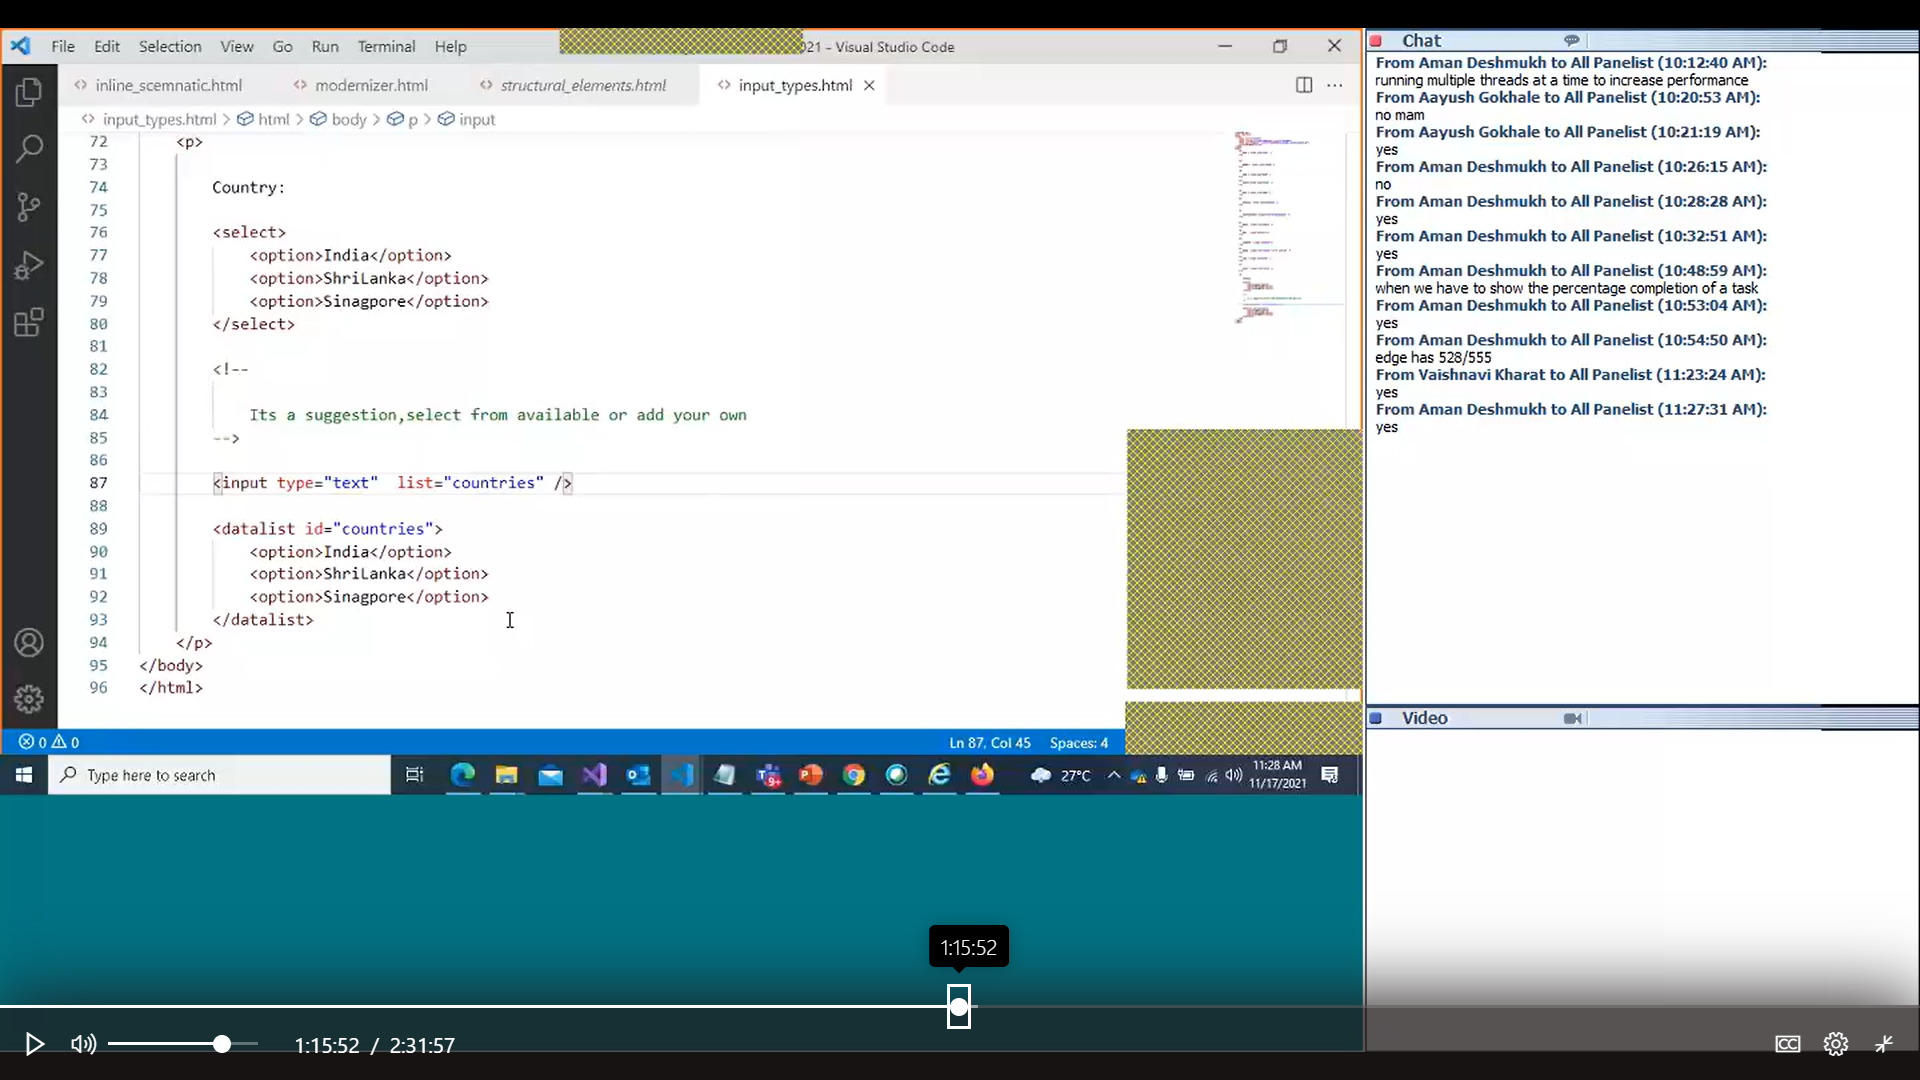 File Edit Selection View Go Run Terminal Help
21 - Visual Studio Code
inline_scemnatic.html modernizer.html structural_elements.html input_types.html
input_types.html > html > body > p > input
72 <p>
73
74 Country:
75
76 <select>
77 <option>India</option>
78 <option>ShriLanka</option>
79 <option>Sinagpore</option>
80 </select>
81
82 <!--
83
84 Its a suggestion,select from available or add your own
85 -->
86
87 <input type="text" list="countries" />
88
89 <datalist id="countries">
90 <option>India</option>
91 <option>ShriLanka</option>
92 <option>Sinagpore</option>
93 </datalist>
94 </p>
95 </body>
96 </html>
0 0
Ln 87, Col 45 Spaces: 4
Type here to search
9+
27°C
11:28 AM
11/17/2021
Chat
From Aman Deshmukh to All Panelist (10:12:40 AM):
running multiple threads at a time to increase performance
From Aayush Gokhale to All Panelist (10:20:53 AM):
no mam
From Aayush Gokhale to All Panelist (10:21:19 AM):
yes
From Aman Deshmukh to All Panelist (10:26:15 AM):
no
From Aman Deshmukh to All Panelist (10:28:28 AM):
yes
From Aman Deshmukh to All Panelist (10:32:51 AM):
yes
From Aman Deshmukh to All Panelist (10:48:59 AM):
when we have to show the percentage completion of a task
From Aman Deshmukh to All Panelist (10:53:04 AM):
yes
From Aman Deshmukh to All Panelist (10:54:50 AM):
edge has 528/555
From Vaishnavi Kharat to All Panelist (11:23:24 AM):
yes
From Aman Deshmukh to All Panelist (11:27:31 AM):
yes
Video
1:15:52
1:15:52 / 2:31:57
CC